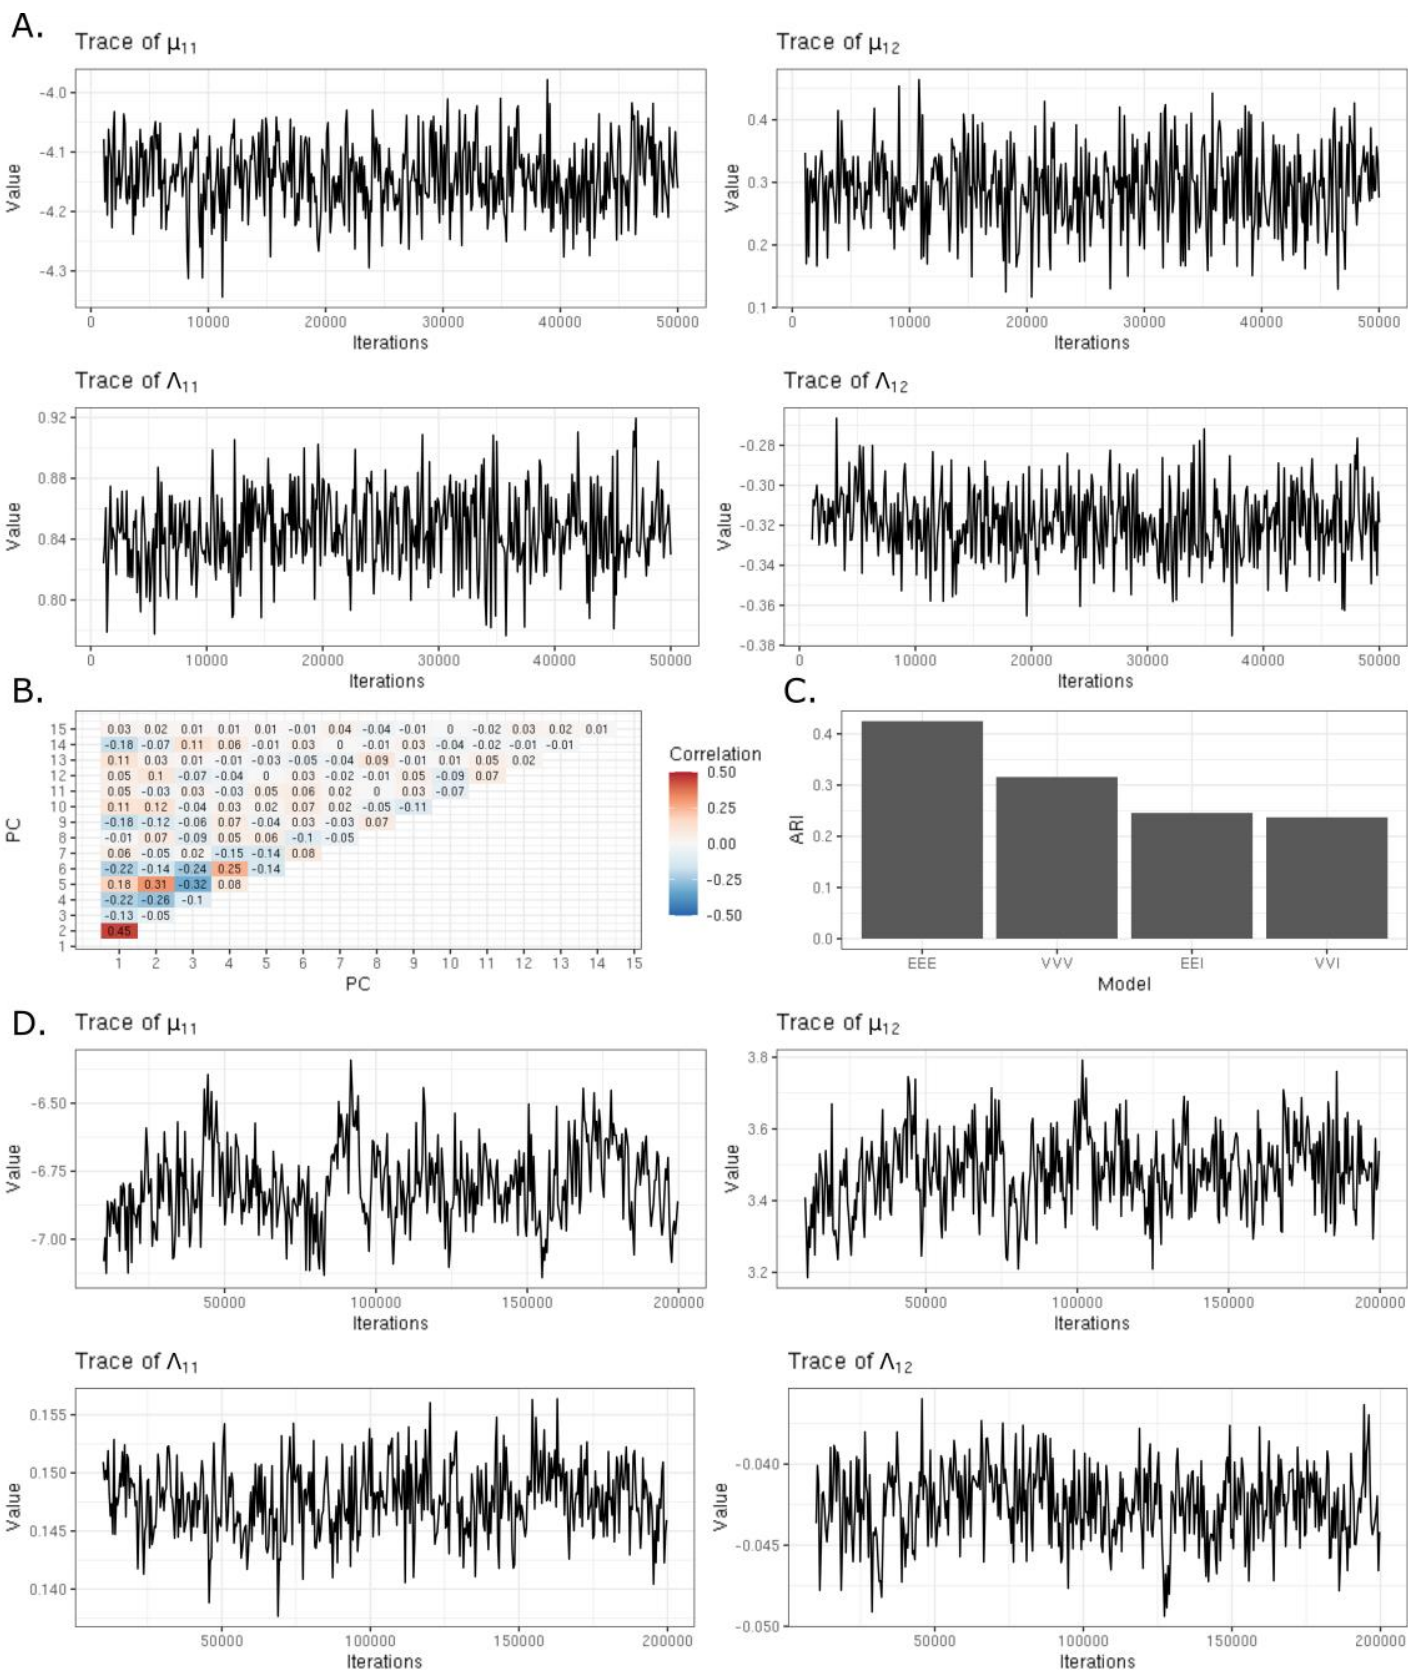 A.
Trace of μ11
Trace of μ12
Value
-4.0
-4.1
-4.2
-4.3
0 10000 20000 30000 40000 50000
Iterations
Value
0.4
0.3
0.2
0.1
0 10000 20000 30000 40000 50000
Iterations
Trace of Λ11
Trace of Λ12
Value
0.92
0.88
0.84
0.80
0 10000 20000 30000 40000 50000
Iterations
Value
-0.28
-0.30
-0.32
-0.34
-0.36
-0.38
0 10000 20000 30000 40000 50000
Iterations
B.
PC
15 0.03 0.02 0.01 0.01 0.01 -0.01 0.04 -0.04 -0.01 0 -0.02 0.03 0.02 0.01
14 -0.18 -0.07 0.11 0.06 -0.01 0.03 0 -0.01 0.03 -0.04 -0.02 -0.01 -0.01
13 0.11 0.03 0.01 -0.01 -0.03 -0.05 -0.04 0.09 -0.01 0.01 0.05 0.02
12 0.05 0.1 -0.07 -0.04 0 0.03 -0.02 -0.01 0.05 -0.09 0.07
11 0.05 -0.03 0.03 -0.03 0.05 0.06 0.02 0 0.03 -0.07
10 0.11 0.12 -0.04 0.03 0.02 0.07 0.02 -0.05 -0.11
9 -0.18 -0.12 -0.06 0.07 -0.04 0.03 -0.03 0.07
8 -0.01 0.07 -0.09 0.05 0.06 -0.1 -0.05
7 0.06 -0.05 0.02 -0.15 -0.14 0.08
6 -0.22 -0.14 -0.24 0.25 -0.14
5 0.18 0.31 -0.32 0.08
4 -0.22 -0.26 -0.1
3 -0.13 -0.05
2 0.45
1
1 2 3 4 5 6 7 8 9 10 11 12 13 14 15
PC
Correlation
0.50
0.25
0.00
-0.25
-0.50
C.
ARI
0.4
0.3
0.2
0.1
0.0
EEE VVV EEI VVI
Model
D.
Trace of μ11
Trace of μ12
Value
-6.50
-6.75
-7.00
50000 100000 150000 200000
Iterations
Value
3.8
3.6
3.4
3.2
50000 100000 150000 200000
Iterations
Trace of Λ11
Trace of Λ12
Value
0.155
0.150
0.145
0.140
50000 100000 150000 200000
Iterations
Value
-0.040
-0.045
-0.050
50000 100000 150000 200000
Iterations